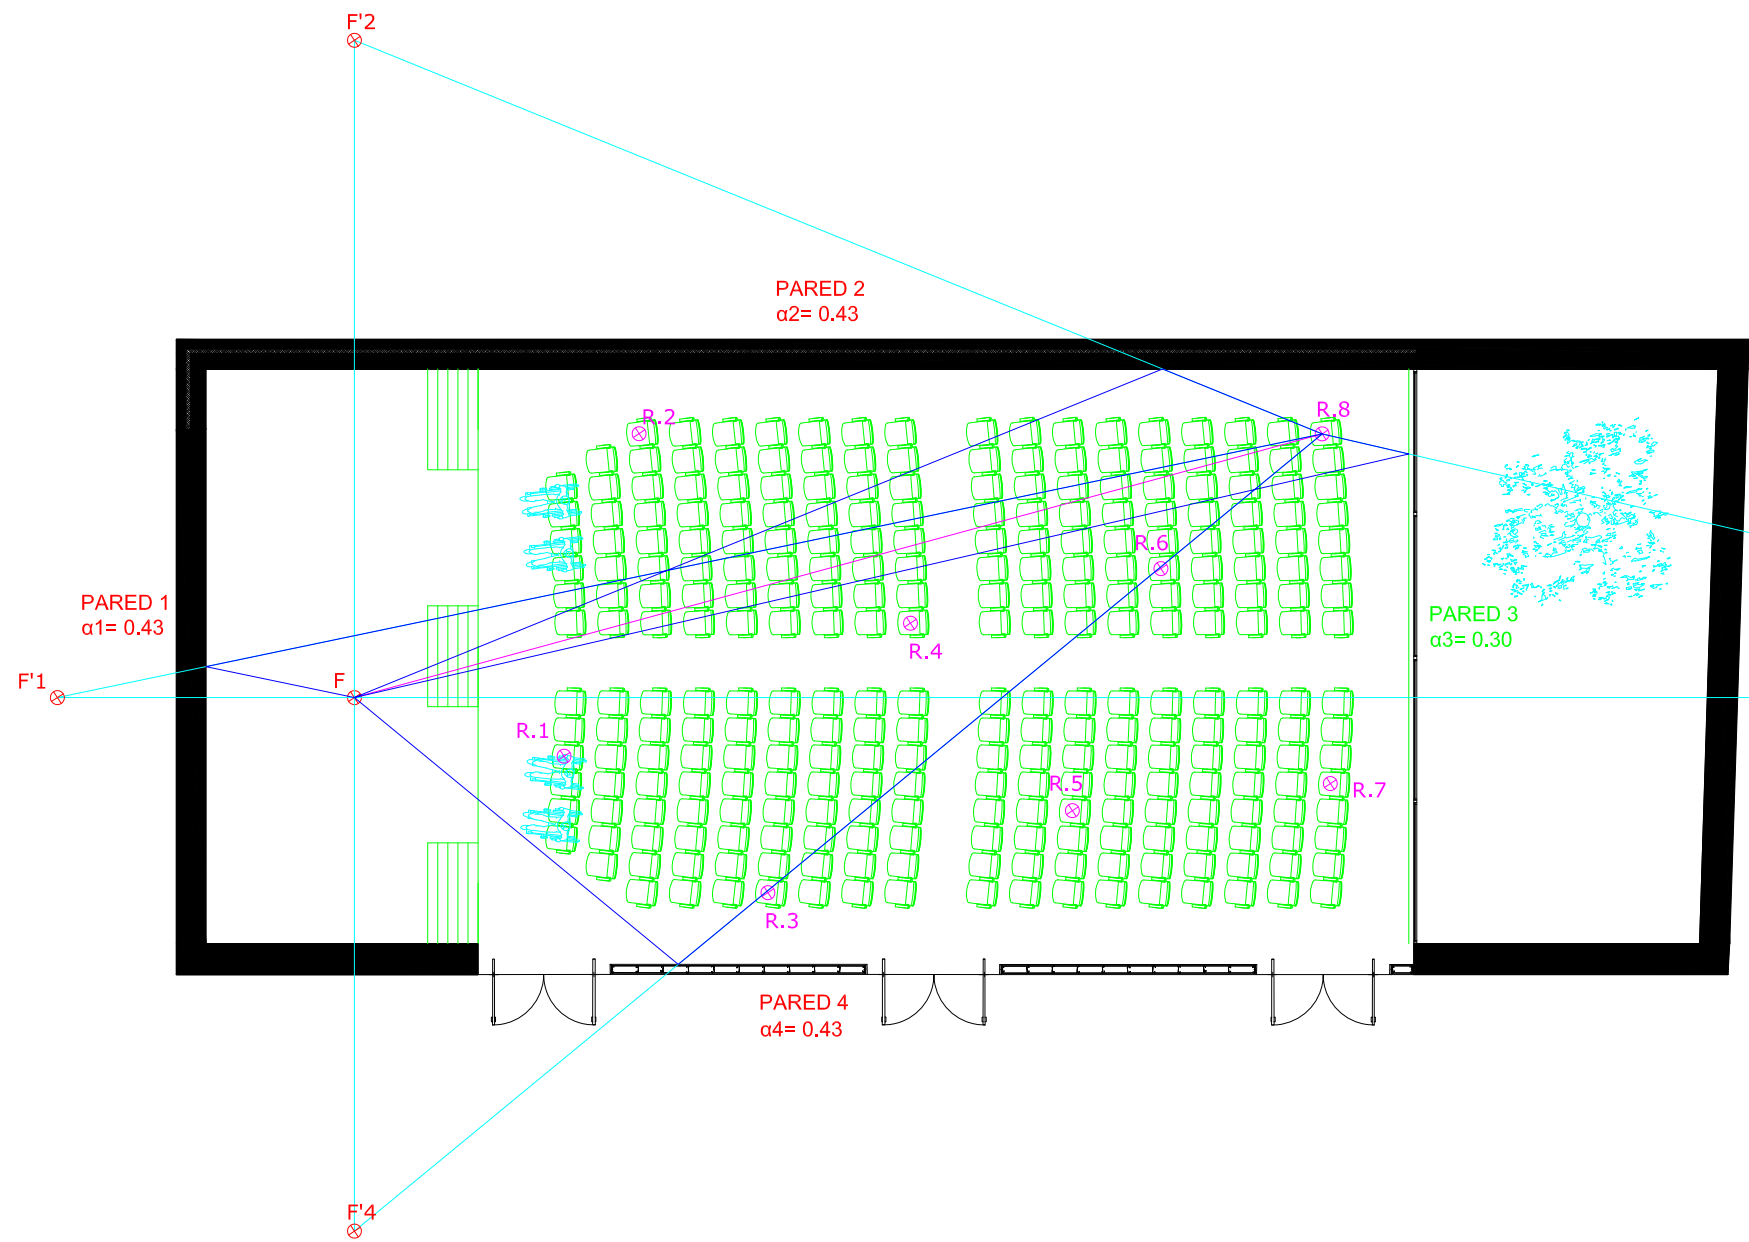 F'2
PARED 2
α2= 0.43
R.2
R.8
R.6
PARED 1
α1= 0.43
PARED 3
α3= 0.30
R.4
F'1
F
R.1
R.5
R.7
R.3
PARED 4
α4= 0.43
F'4